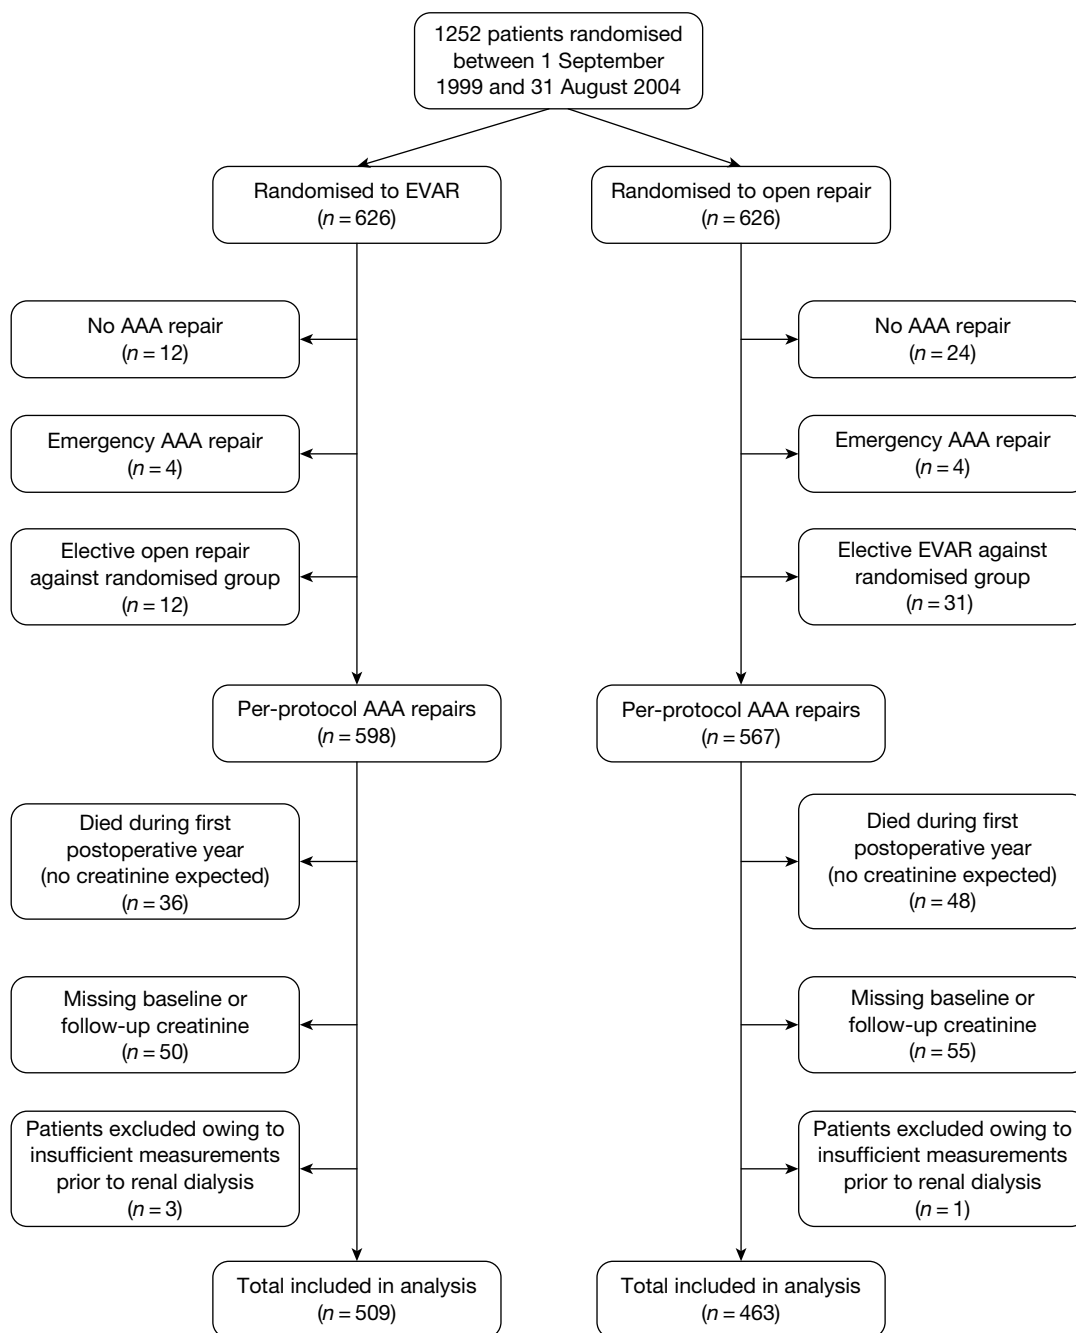 1252 patients randomised
between 1 September
1999 and 31 August 2004
Randomised to EVAR
(n = 626)
Randomised to open repair
(n = 626)
No AAA repair
(n = 12)
No AAA repair
(n = 24)
Emergency AAA repair
(n = 4)
Emergency AAA repair
(n = 4)
Elective open repair
against randomised group
(n = 12)
Elective EVAR against
randomised group
(n = 31)
Per-protocol AAA repairs
(n = 598)
Per-protocol AAA repairs
(n = 567)
Died during first
postoperative year
(no creatinine expected)
(n = 36)
Died during first
postoperative year
(no creatinine expected)
(n = 48)
Missing baseline or
follow-up creatinine
(n = 50)
Missing baseline or
follow-up creatinine
(n = 55)
Patients excluded owing to
insufficient measurements
prior to renal dialysis
(n = 3)
Patients excluded owing to
insufficient measurements
prior to renal dialysis
(n = 1)
Total included in analysis
(n = 509)
Total included in analysis
(n = 463)